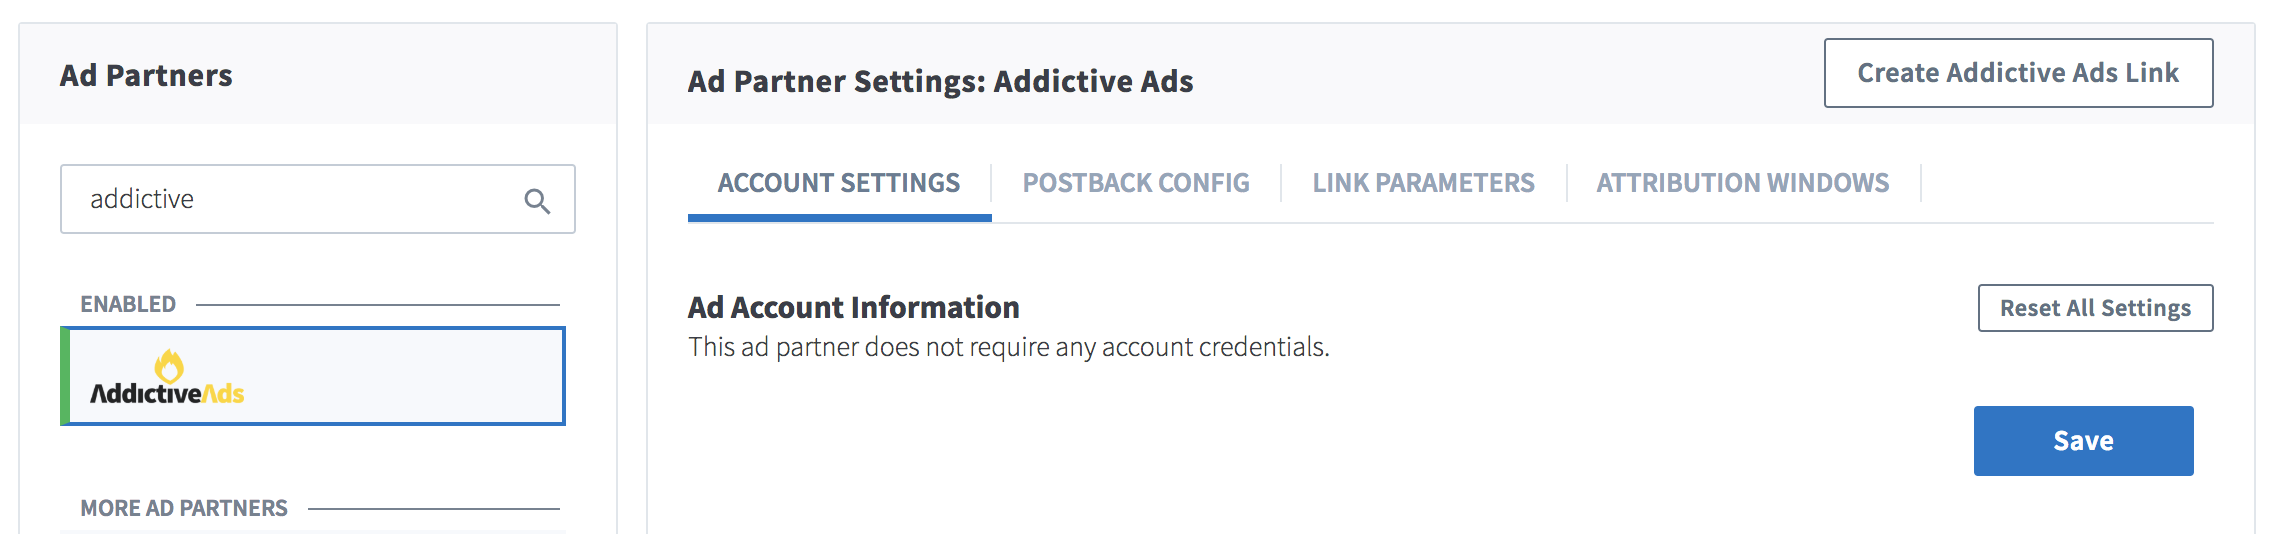 Ad Partners
addictive
ENABLED
AddictiveAds
MORE AD PARTNERS
Ad Partner Settings: Addictive Ads
Create Addictive Ads Link
ACCOUNT SETTINGS
POSTBACK CONFIG
LINK PARAMETERS
ATTRIBUTION WINDOWS
Ad Account Information
Reset All Settings
This ad partner does not require any account credentials.
Save